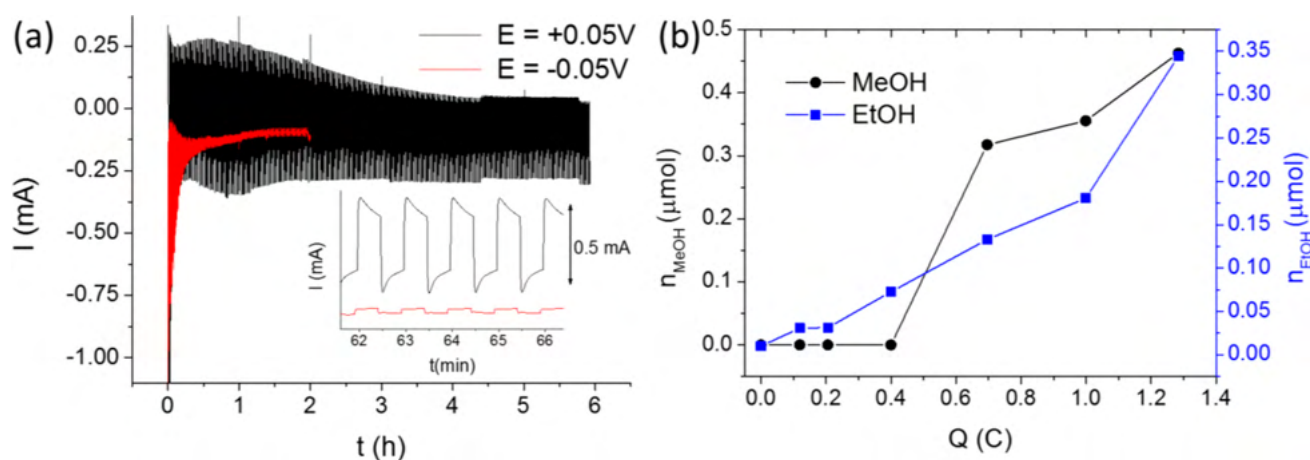 (a)
E = +0.05V
E = -0.05V
0.25
0.00
-0.25
-0.50
-0.75
-1.00
I (mA)
I (mA)
0.5 mA
62 63 64 65 66
t(min)
0 1 2 3 4 5 6
t (h)
(b)
MeOH
EtOH
0.5
0.4
0.3
0.2
0.1
0.0
n_MeOH (μmol)
0.35
0.30
0.25
0.20
0.15
0.10
0.05
0.00
n_EtOH (μmol)
0.0 0.2 0.4 0.6 0.8 1.0 1.2 1.4
Q (C)